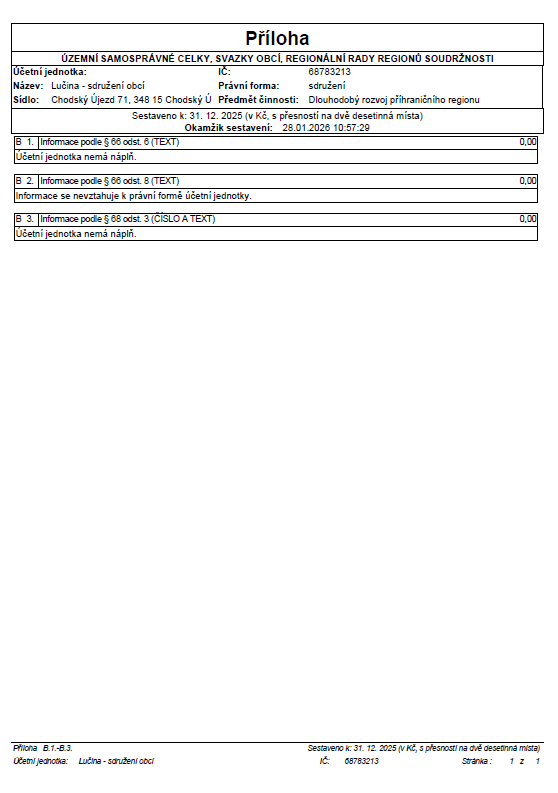 Příloha
ÚZEMNÍ SAMOSPRÁVNÉ CELKY, SVAZKY OBCÍ, REGIONÁLNÍ RADY REGIONŮ SOUDRŽNOSTI
Účetní jednotka: IČ: 68783213
Název: Lučina - sdružení obcí Právní forma: sdružení
Sídlo: Chodský Újezd 71, 348 15 Chodský Ú Předmět činnosti: Dlouhodobý rozvoj příhraničního regionu
Sestaveno k: 31. 12. 2025 (v Kč, s přesností na dvě desetinná místa)
Okamžik sestavení: 28.01.2026 10:57:29
B 1. Informace podle § 66 odst. 6 (TEXT) 0,00
Účetní jednotka nemá náplň.
B 2. Informace podle § 66 odst. 8 (TEXT) 0,00
Informace se nevztahuje k právní formě účetní jednotky.
B 3. Informace podle § 68 odst. 3 (ČÍSLO A TEXT) 0,00
Účetní jednotka nemá náplň.
Příloha B.1.-B.3. Sestaveno k: 31. 12. 2025 (v Kč, s přesností na dvě desetinná místa)
Účetní jednotka: Lučina - sdružení obcí IČ: 68783213 Stránka : 1 z 1